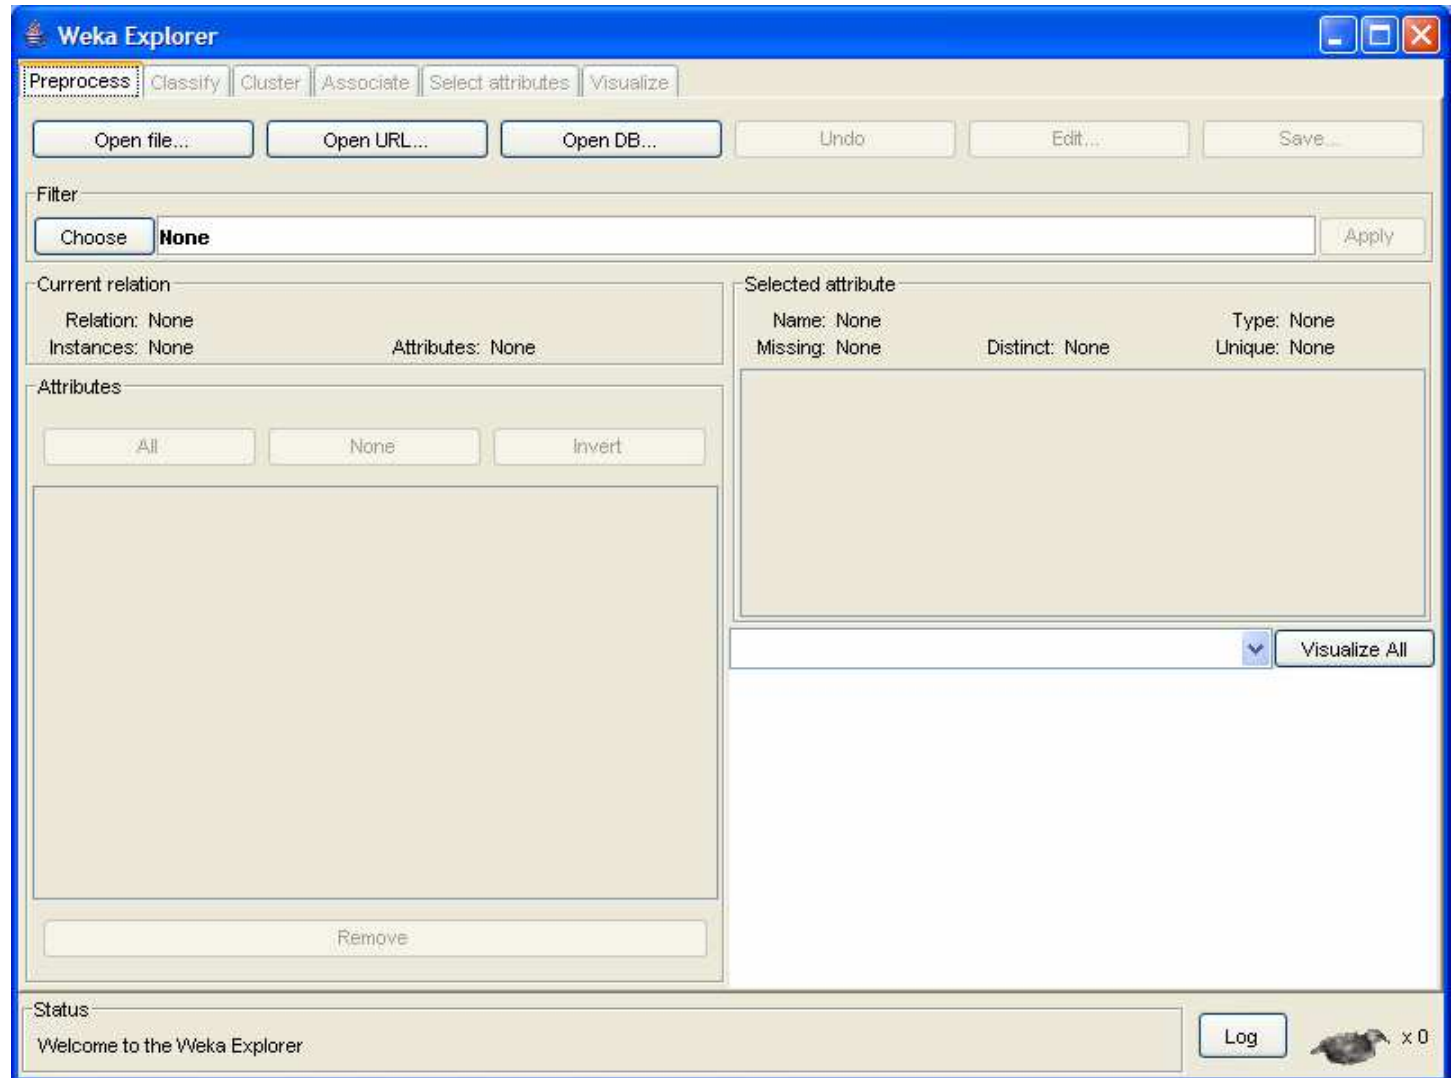 Weka Explorer
Preprocess Classify Cluster Associate Select attributes Visualize
Open file... Open URL... Open DB... Undo Edit... Save...
Filter
Choose None Apply
Current relation
Relation: None
Instances: None Attributes: None
Selected attribute
Name: None Type: None
Missing: None Distinct: None Unique: None
Attributes
All None Invert
Visualize All
Remove
Status
Welcome to the Weka Explorer
Log x 0